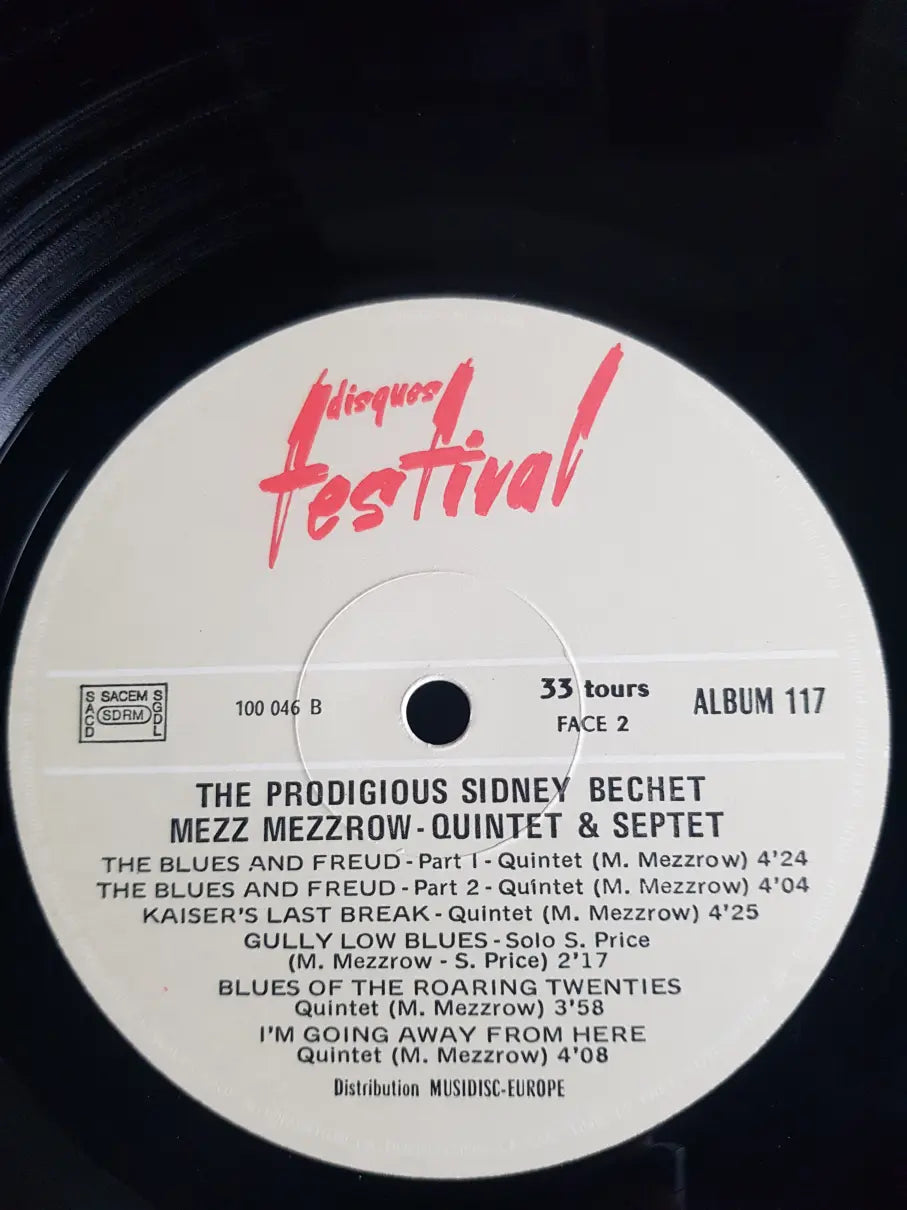 disques
festival
SACEM
SACD
SDRM
SGDL
100 046 B
33 tours
FACE 2
ALBUM 117
THE PRODIGIOUS SIDNEY BECHET
MEZZ MEZZROW - QUINTET & SEPTET
THE BLUES AND FREUD - Part 1 - Quintet (M. Mezzrow) 4'24
THE BLUES AND FREUD - Part 2 - Quintet (M. Mezzrow) 4'04
KAISER'S LAST BREAK - Quintet (M. Mezzrow) 4'25
GULLY LOW BLUES - Solo S. Price
(M. Mezzrow - S. Price) 2'17
BLUES OF THE ROARING TWENTIES
Quintet (M. Mezzrow) 3'58
I'M GOING AWAY FROM HERE
Quintet (M. Mezzrow) 4'08
Distribution MUSIDISC-EUROPE